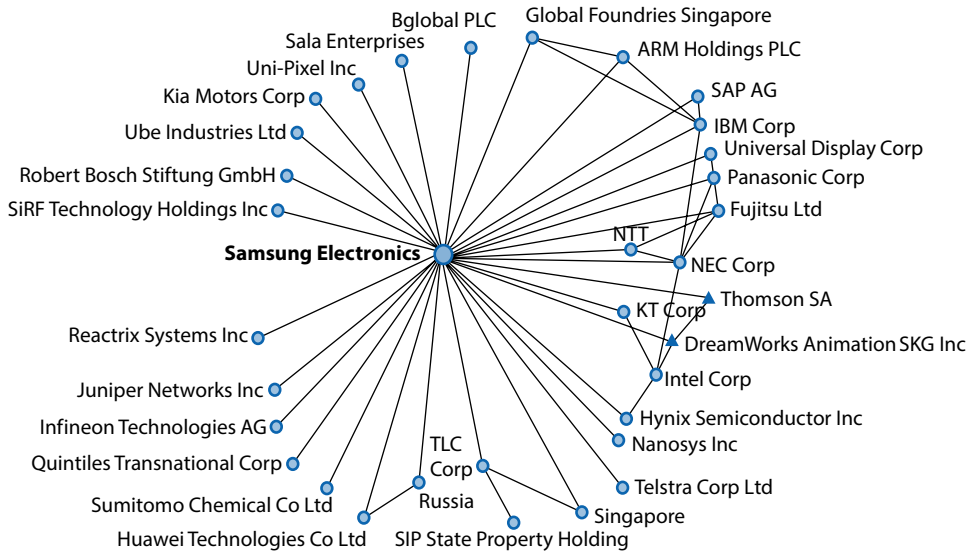 Global Foundries Singapore
Bglobal PLC
Sala Enterprises
ARM Holdings PLC
Uni-Pixel Inc
SAP AG
Kia Motors Corp
IBM Corp
Ube Industries Ltd
Universal Display Corp
Robert Bosch Stiftung GmbH
Panasonic Corp
SiRF Technology Holdings Inc
Fujitsu Ltd
NTT
Samsung Electronics
NEC Corp
Thomson SA
KT Corp
Reactrix Systems Inc
DreamWorks Animation SKG Inc
Intel Corp
Juniper Networks Inc
Hynix Semiconductor Inc
Infineon Technologies AG
Nanosys Inc
TLC
Corp
Quintiles Transnational Corp
Telstra Corp Ltd
Sumitomo Chemical Co Ltd
Russia
Singapore
Huawei Technologies Co Ltd
SIP State Property Holding